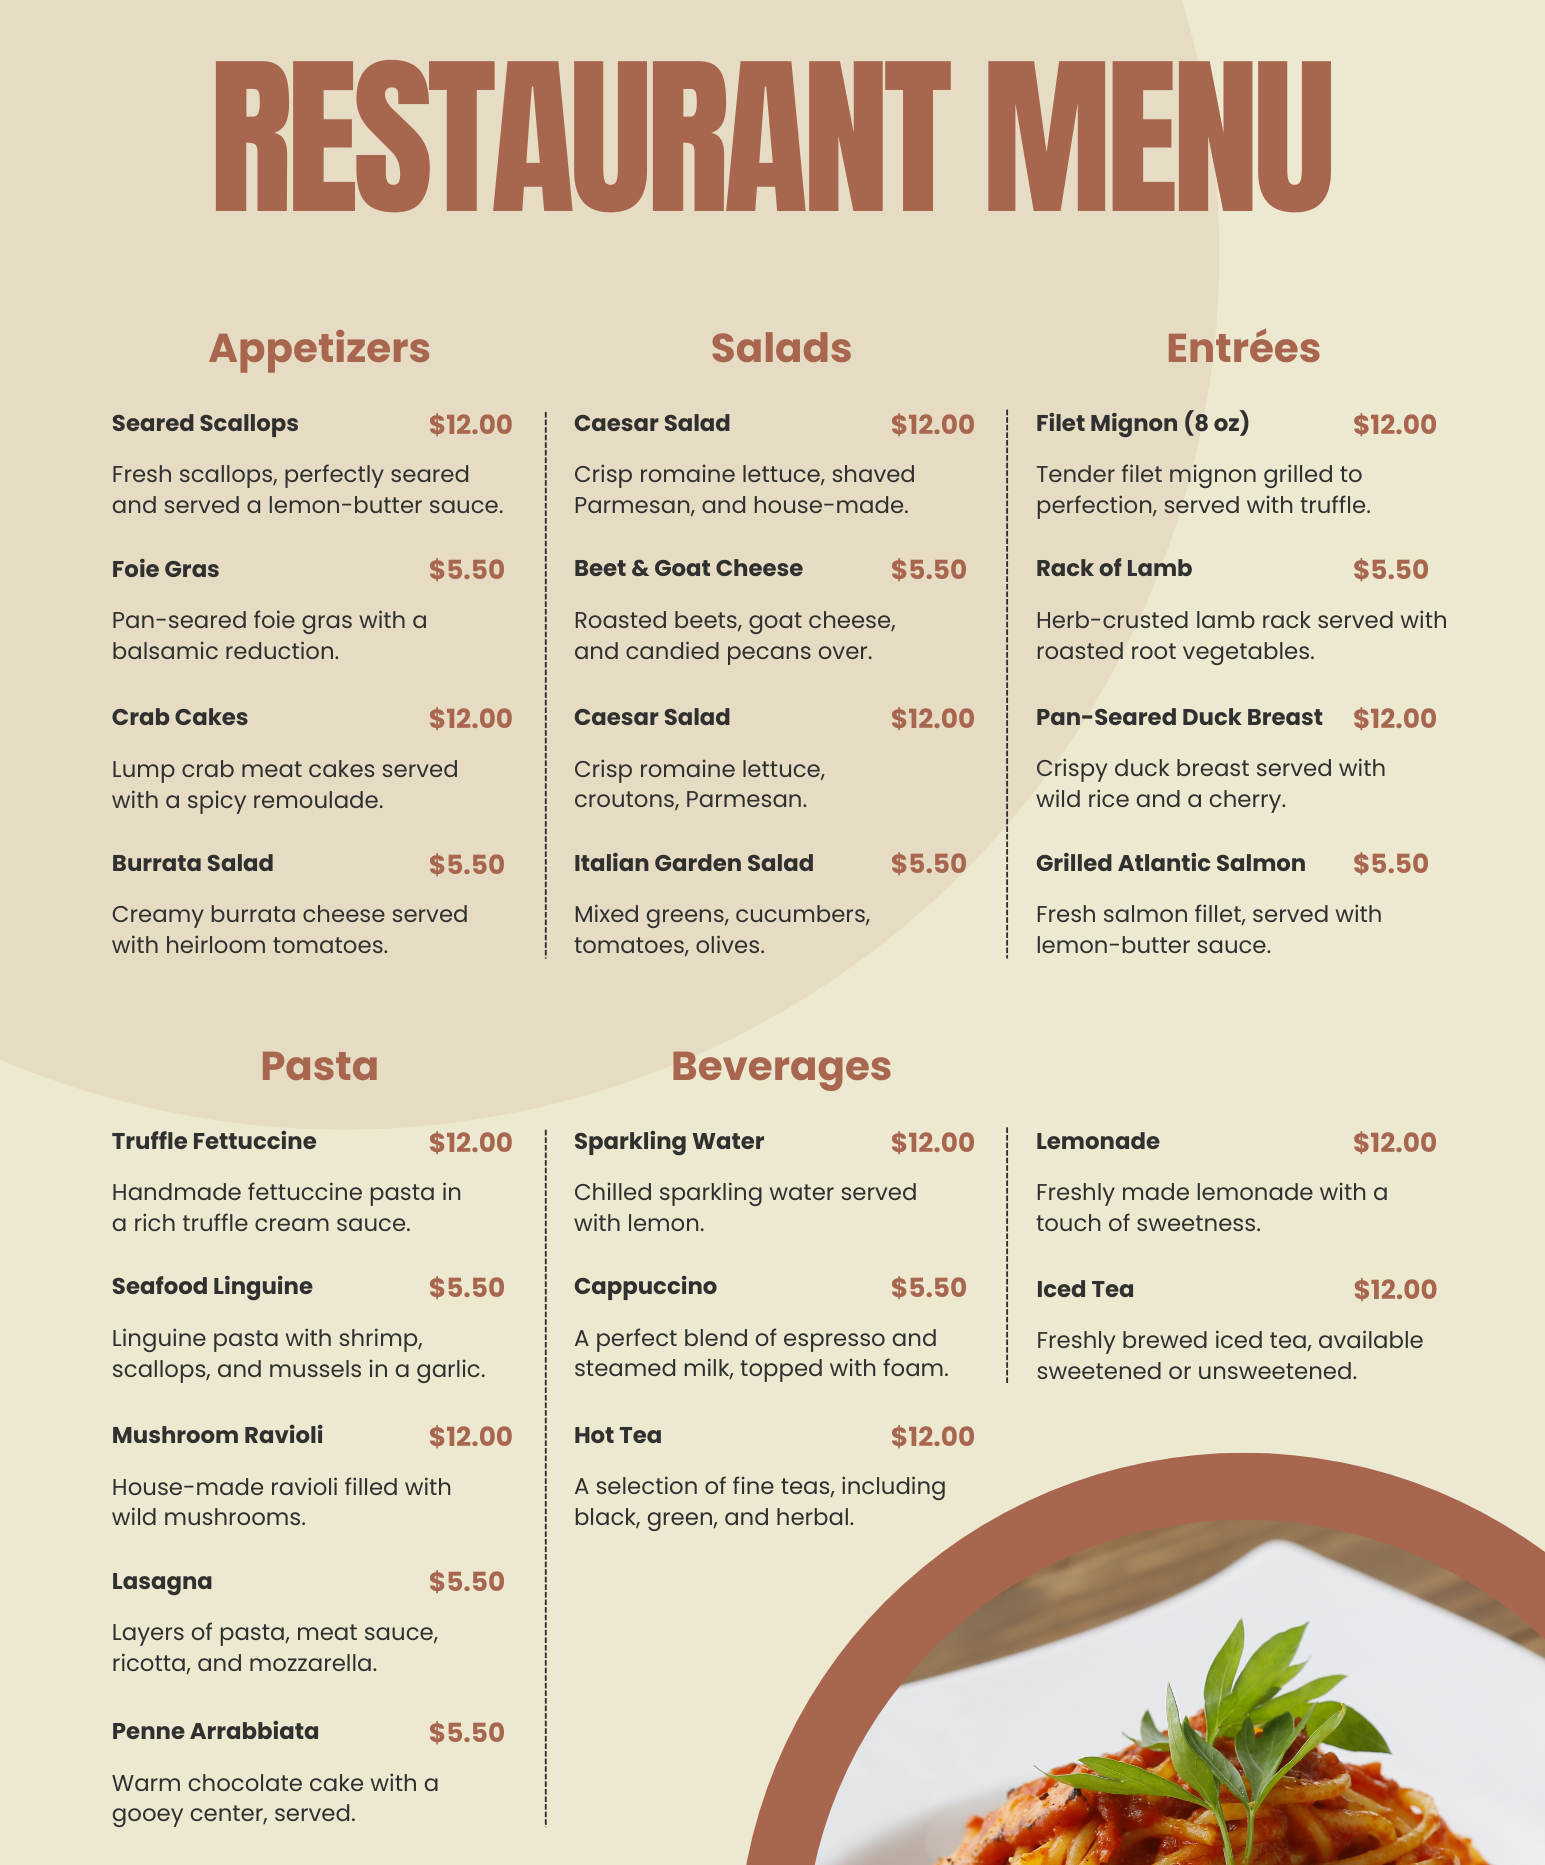 RESTAURANT MENU
Appetizers
Seared Scallops $12.00
Fresh scallops, perfectly seared
and served a lemon-butter sauce.
Foie Gras $5.50
Pan-seared foie gras with a
balsamic reduction.
Crab Cakes $12.00
Lump crab meat cakes served
with a spicy remoulade.
Burrata Salad $5.50
Creamy burrata cheese served
with heirloom tomatoes.
Salads
Caesar Salad $12.00
Crisp romaine lettuce, shaved
Parmesan, and house-made.
Beet & Goat Cheese $5.50
Roasted beets, goat cheese,
and candied pecans over.
Caesar Salad $12.00
Crisp romaine lettuce,
croutons, Parmesan.
Italian Garden Salad $5.50
Mixed greens, cucumbers,
tomatoes, olives.
Entrées
Filet Mignon (8 oz) $12.00
Tender filet mignon grilled to
perfection, served with truffle.
Rack of Lamb $5.50
Herb-crusted lamb rack served with
roasted root vegetables.
Pan-Seared Duck Breast $12.00
Crispy duck breast served with
wild rice and a cherry.
Grilled Atlantic Salmon $5.50
Fresh salmon fillet, served with
lemon-butter sauce.
Pasta
Truffle Fettuccine $12.00
Handmade fettuccine pasta in
a rich truffle cream sauce.
Seafood Linguine $5.50
Linguine pasta with shrimp,
scallops, and mussels in a garlic.
Mushroom Ravioli $12.00
House-made ravioli filled with
wild mushrooms.
Lasagna $5.50
Layers of pasta, meat sauce,
ricotta, and mozzarella.
Penne Arrabbiata $5.50
Warm chocolate cake with a
gooey center, served.
Beverages
Sparkling Water $12.00
Chilled sparkling water served
with lemon.
Cappuccino $5.50
A perfect blend of espresso and
steamed milk, topped with foam.
Hot Tea $12.00
A selection of fine teas, including
black, green, and herbal.
Lemonade $12.00
Freshly made lemonade with a
touch of sweetness.
Iced Tea $12.00
Freshly brewed iced tea, available
sweetened or unsweetened.